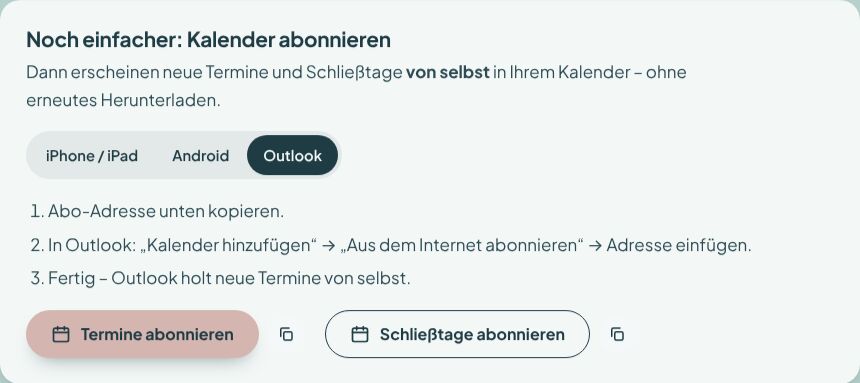 Noch einfacher: Kalender abonnieren
Dann erscheinen neue Termine und Schließtage von selbst in Ihrem Kalender – ohne
erneutes Herunterladen.
iPhone / iPad Android Outlook
1. Abo-Adresse unten kopieren.
2. In Outlook: „Kalender hinzufügen“ → „Aus dem Internet abonnieren“ → Adresse einfügen.
3. Fertig – Outlook holt neue Termine von selbst.
Termine abonnieren Schließtage abonnieren